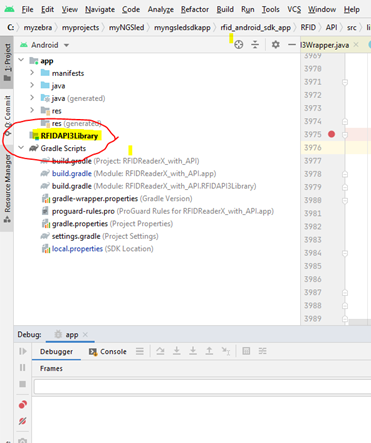 File Edit View Navigate Code Analyze Refactor Build Run Tools VCS Window Help
C: myzebra myprojects myNGSled myngsledsdkapp rfid_android_sdk_app RFID API src
Android
I3Wrapper.java
1: Project
0: Commit
Resource Manager
app
manifests
java
java (generated)
res
res (generated)
RFIDAPI3Library
Gradle Scripts
build.gradle (Project: RFIDReaderX_with_API)
build.gradle (Module: RFIDReaderX_with_API.app)
build.gradle (Module: RFIDReaderX_with_API.RFIDAPI3Library)
gradle-wrapper.properties (Gradle Version)
proguard-rules.pro (ProGuard Rules for RFIDReaderX_with_API.app)
gradle.properties (Project Properties)
settings.gradle (Project Settings)
local.properties (SDK Location)
3969
3970
3971
3972
3973
3974
3975
3976
3977
3978
3979
3980
3981
3982
3983
3984
3985
3986
3987
3988
3989
Debug: app
Debugger Console
Frames